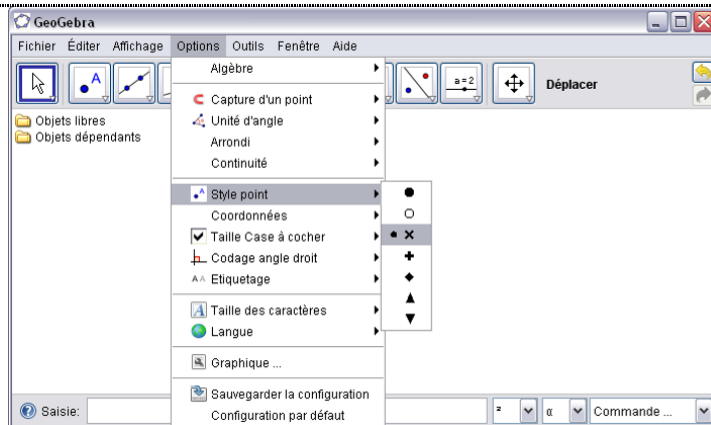 GeoGebra
Fichier Éditer Affichage Options Outils Fenêtre Aide
A
a=2
Déplacer
Objets libres
Objets dépendants
Algèbre
Capture d'un point
Unité d'angle
Arrondi
Continuité
Style point
Coordonnées
Taille Case à cocher
Codage angle droit
Etiquetage
Taille des caractères
Langue
Graphique ...
Sauvegarder la configuration
Configuration par défaut
Saisie:
²
α
Commande ...